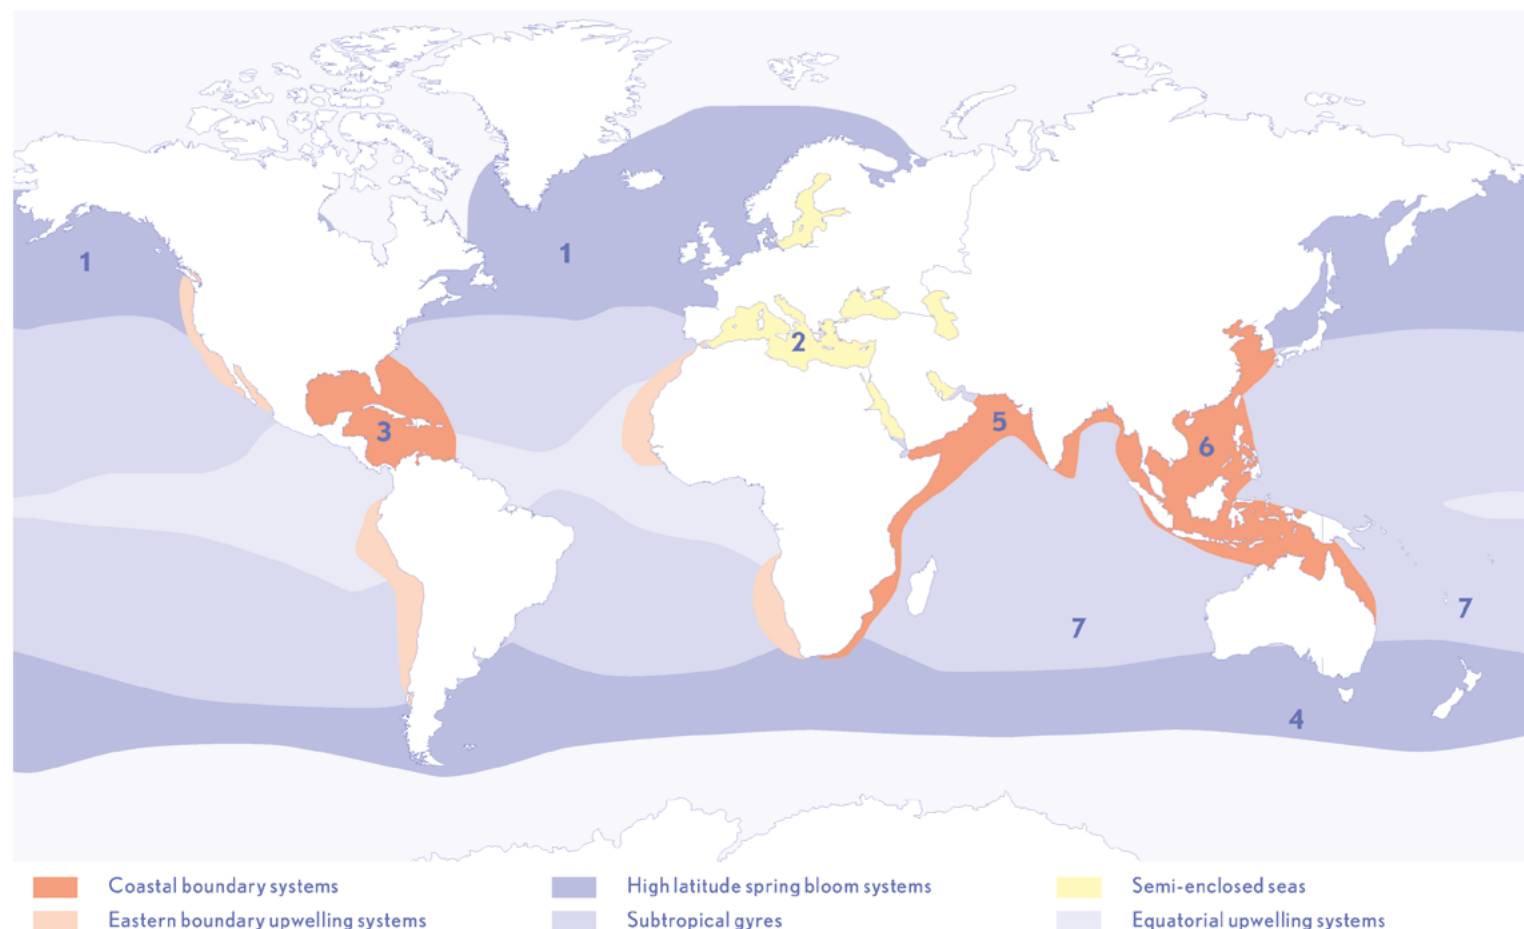 1
1
2
3
5
6
7
7
4
Coastal boundary systems
High latitude spring bloom systems
Semi-enclosed seas
Eastern boundary upwelling systems
Subtropical gyres
Equatorial upwelling systems